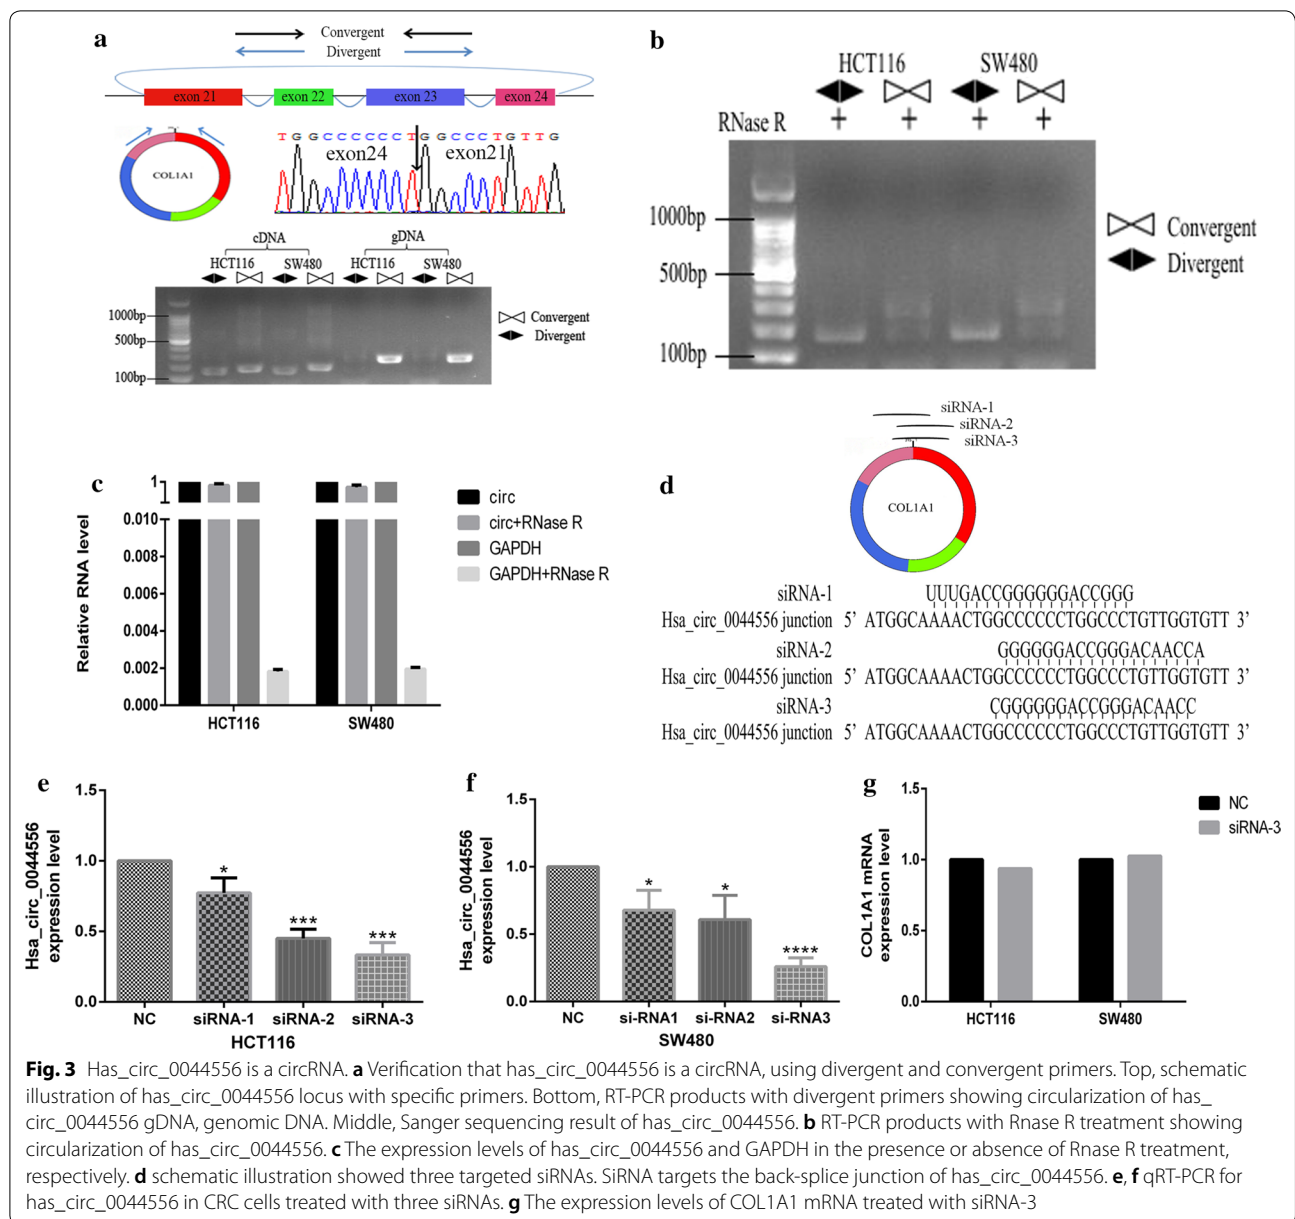 a
Convergent
Divergent
exon 21
exon 22
exon 23
exon 24
COL1A1
T G G C C C C C C T G G C C C T G T T G
exon24
exon21
cDNA
gDNA
HCT116
SW480
HCT116
SW480
1000bp
500bp
100bp
Convergent
Divergent
b
HCT116
SW480
RNase R
+
+
+
+
1000bp
500bp
100bp
Convergent
Divergent
c
Relative RNA level
1
0.010
0.008
0.006
0.004
0.002
0.000
HCT116
SW480
circ
circ+RNase R
GAPDH
GAPDH+RNase R
d
siRNA-1
siRNA-2
siRNA-3
COL1A1
siRNA-1 UUUGACCGGGGGGACCGGG
Hsa_circ_0044556 junction 5’ ATGGCAAAACTGGCCCCCCTGGCCCTGTTGGTGTT 3’
siRNA-2 GGGGGGACCGGGACAACCA
Hsa_circ_0044556 junction 5’ ATGGCAAAACTGGCCCCCCTGGCCCTGTTGGTGTT 3’
siRNA-3 CGGGGGGACCGGGACAACC
Hsa_circ_0044556 junction 5’ ATGGCAAAACTGGCCCCCCTGGCCCTGTTGGTGTT 3’
e
Hsa_circ_0044556
expression level
1.5
1.0
0.5
0.0
*
***
***
NC
siRNA-1
siRNA-2
siRNA-3
HCT116
f
Hsa_circ_0044556
expression level
1.5
1.0
0.5
0.0
*
*
****
NC
si-RNA1
si-RNA2
si-RNA3
SW480
g
COL1A1 mRNA
expression level
1.5
1.0
0.5
0.0
HCT116
SW480
NC
siRNA-3
Fig. 3 Has_circ_0044556 is a circRNA. a Verification that has_circ_0044556 is a circRNA, using divergent and convergent primers. Top, schematic
illustration of has_circ_0044556 locus with specific primers. Bottom, RT-PCR products with divergent primers showing circularization of has_
circ_0044556 gDNA, genomic DNA. Middle, Sanger sequencing result of has_circ_0044556. b RT-PCR products with Rnase R treatment showing
circularization of has_circ_0044556. c The expression levels of has_circ_0044556 and GAPDH in the presence or absence of Rnase R treatment,
respectively. d schematic illustration showed three targeted siRNAs. SiRNA targets the back-splice junction of has_circ_0044556. e, f qRT-PCR for
has_circ_0044556 in CRC cells treated with three siRNAs. g The expression levels of COL1A1 mRNA treated with siRNA-3